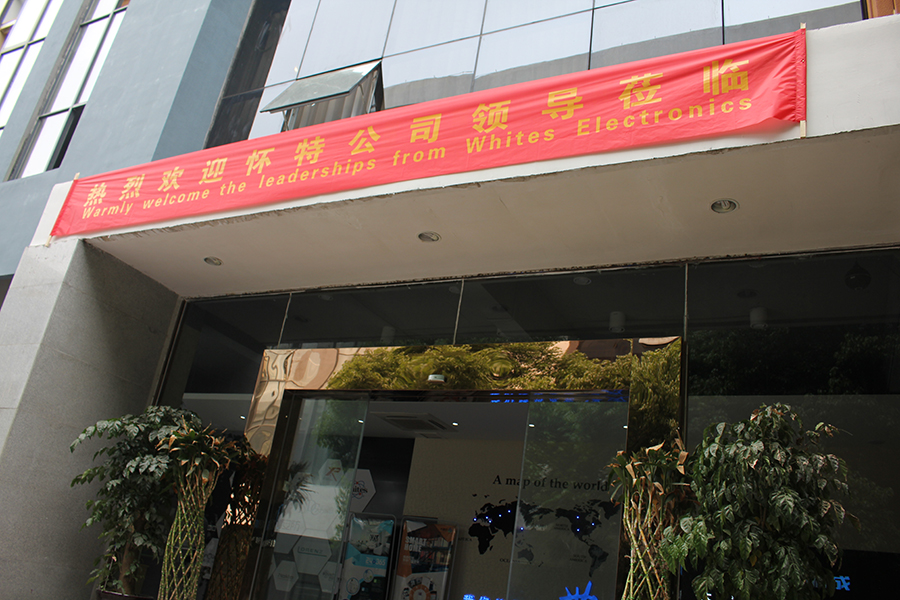 热烈欢迎怀特公司领导莅临
Warmly welcome the leaderships from Whites Electronics
A map of the world